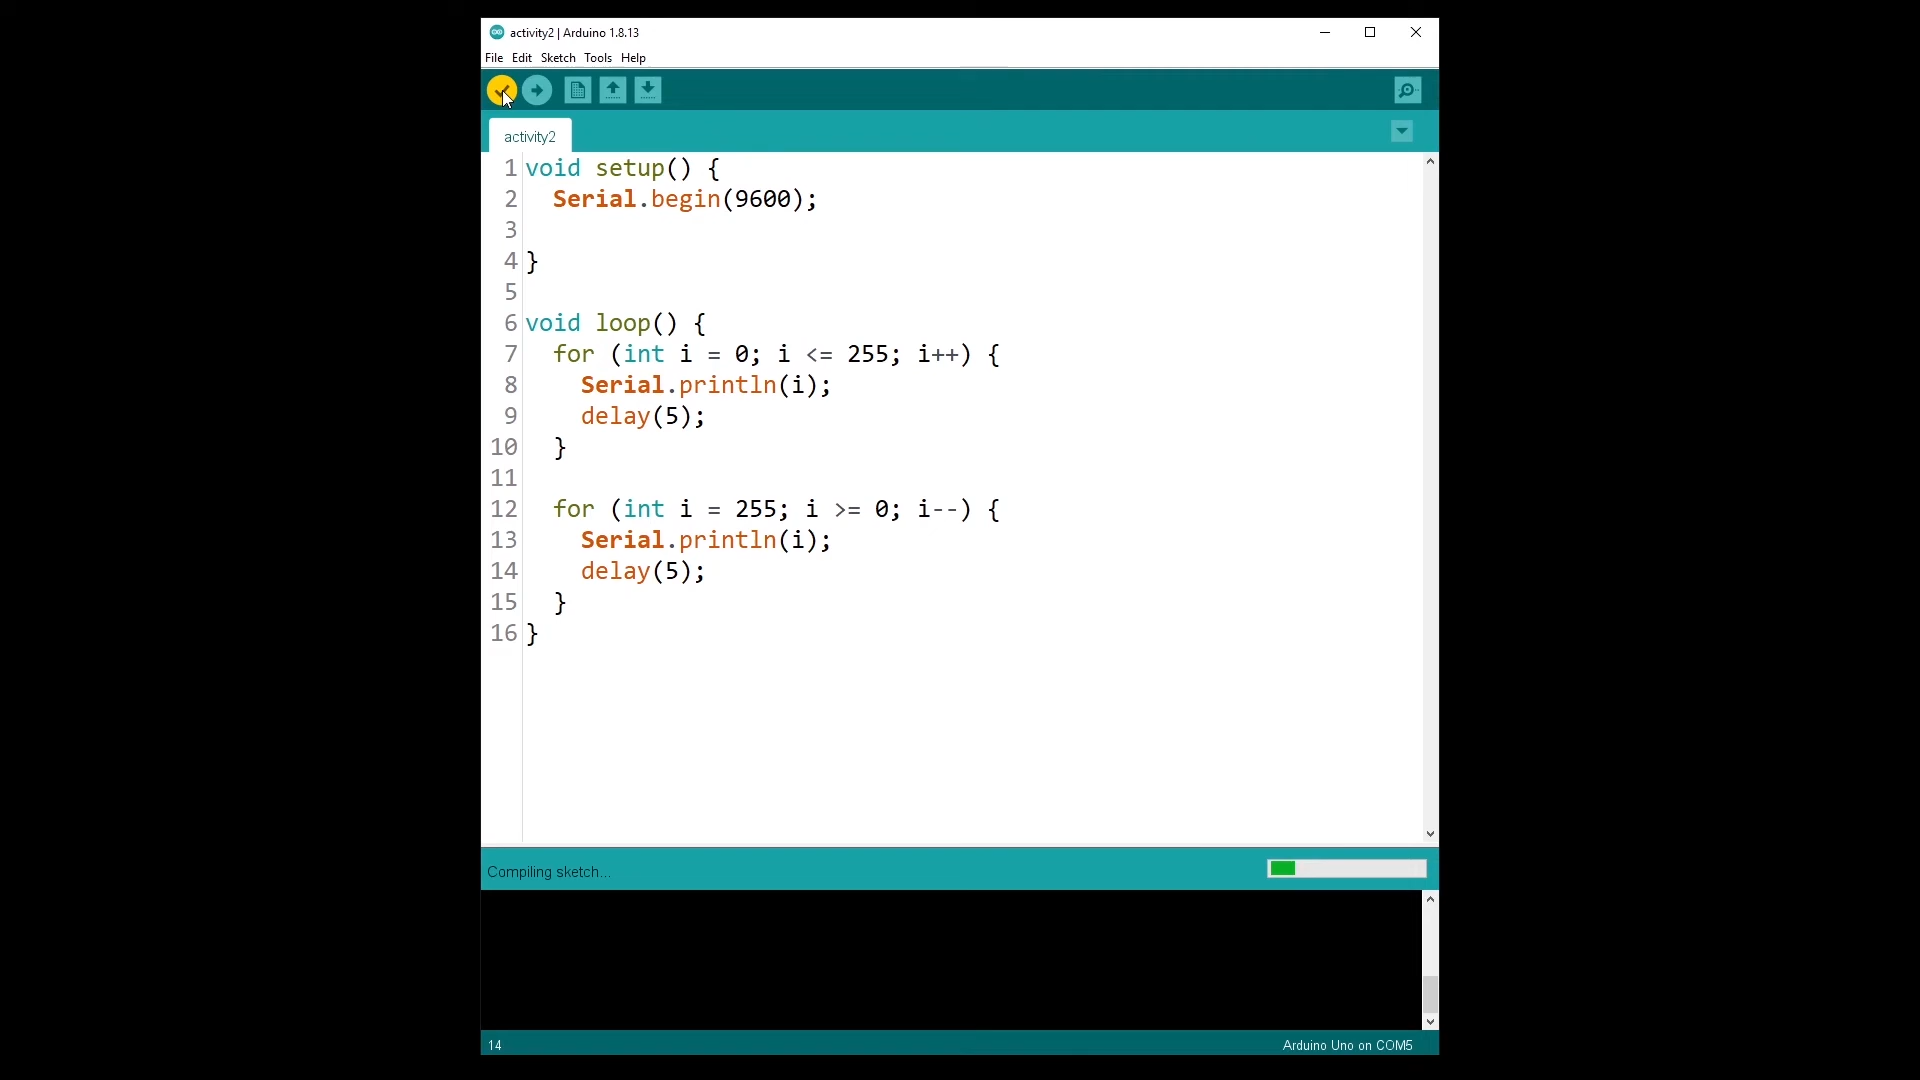 activity2 | Arduino 1.8.13
File Edit Sketch Tools Help
activity2
1 void setup() {
2   Serial.begin(9600);
3
4 }
5
6 void loop() {
7   for (int i = 0; i <= 255; i++) {
8     Serial.println(i);
9     delay(5);
10   }
11
12   for (int i = 255; i >= 0; i--) {
13     Serial.println(i);
14     delay(5);
15   }
16 }
Compiling sketch...
14 Arduino Uno on COM5